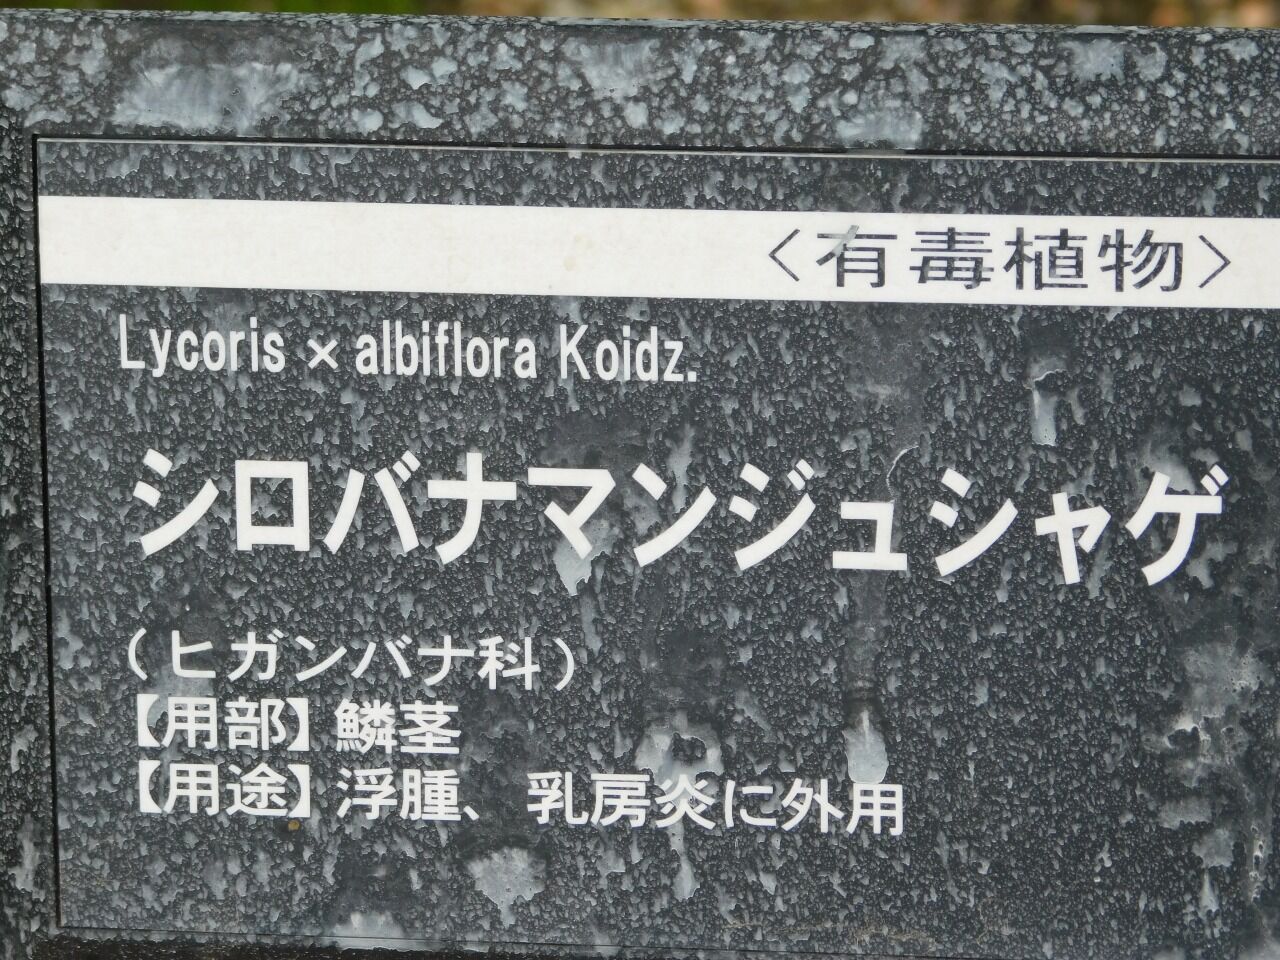 〈有毒植物〉
Lycoris × albiflora Koidz.
シロバナマンジュシャゲ
(ヒガンバナ科)
【用部】鱗茎
【用途】浮腫、乳房炎に外用